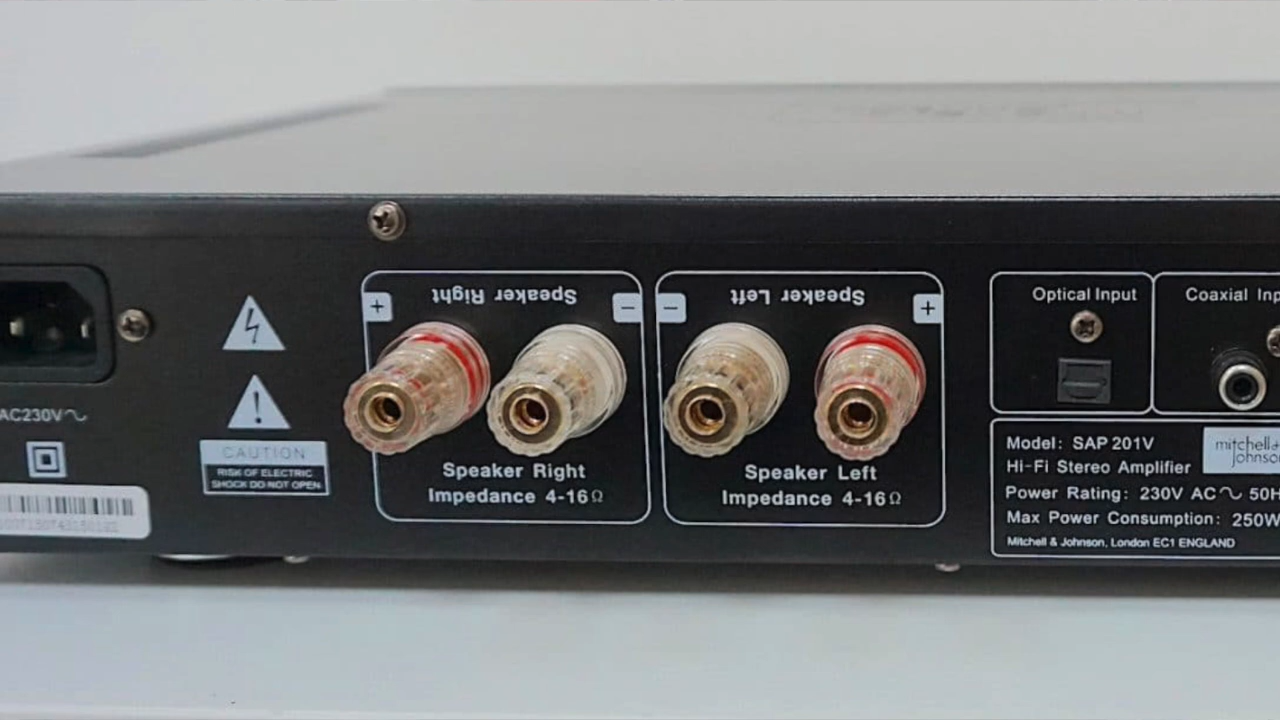 +
Speaker Right
−
−
Speaker Left
+
Optical Input
Coaxial Inp
AC230V～
CAUTION
RISK OF ELECTRIC
SHOCK DO NOT OPEN
Speaker Right
Impedance 4-16Ω
Speaker Left
Impedance 4-16Ω
Model: SAP 201V
Hi-Fi Stereo Amplifier
mitchell+
johnson
Power Rating: 230V AC～ 50H
Max Power Consumption: 250W
Mitchell & Johnson, London EC1 ENGLAND